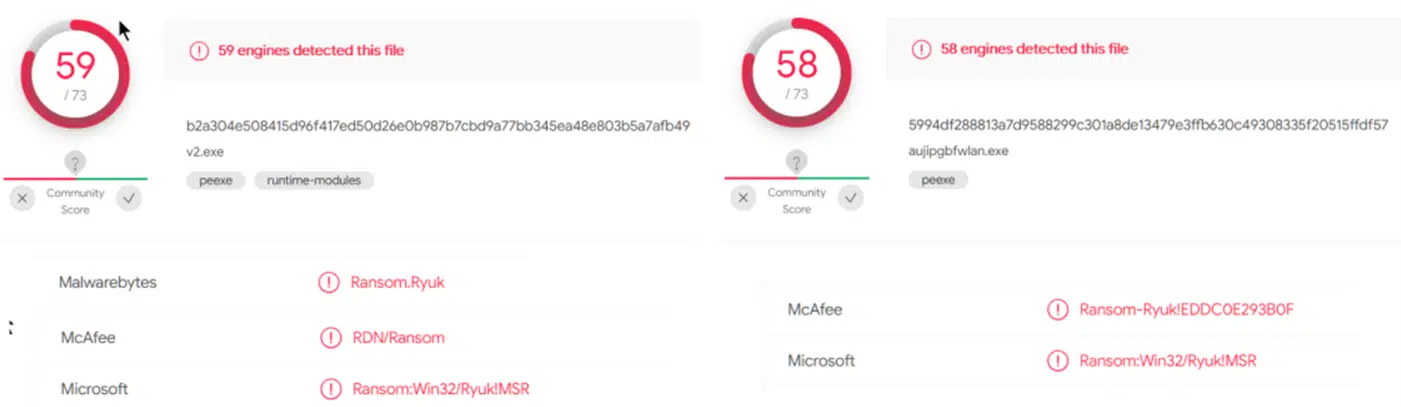 59
/ 73
59 engines detected this file
b2a304e508415d96f417ed50d26e0b987b7cbd9a77bb345ea48e803b5a7afb49
v2.exe
peexe runtime-modules
?
Community
Score
Malwarebytes Ransom.Ryuk
McAfee RDN/Ransom
Microsoft Ransom:Win32/Ryuk!MSR
58
/ 73
58 engines detected this file
5994df288813a7d9588299c301a8de13479e3ffb630c49308335f20515ffdf57
aujipgbfwlan.exe
peexe
?
Community
Score
McAfee Ransom-Ryuk!EDDC0E293B0F
Microsoft Ransom:Win32/Ryuk!MSR